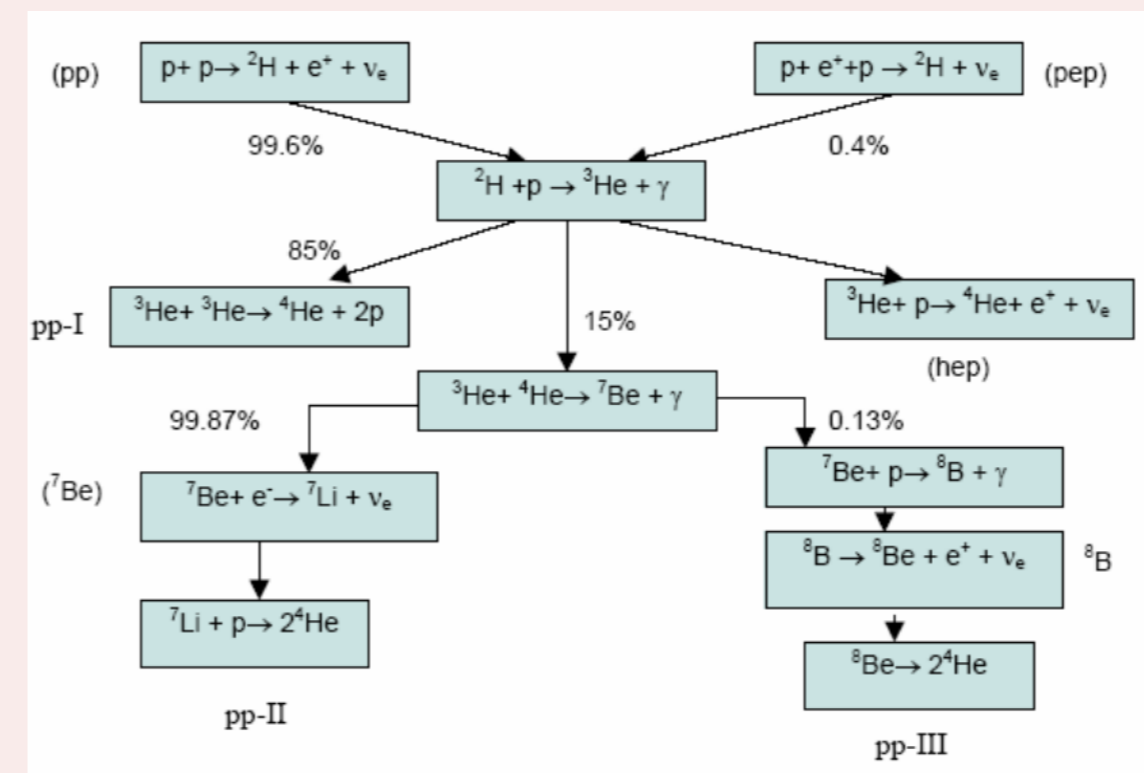 (pp)
p+ p→ ²H + e⁺ + νₑ
p+ e⁺+p → ²H + νₑ
(pep)
99.6%
0.4%
²H +p → ³He + γ
85%
pp-I
³He+ ³He→ ⁴He + 2p
15%
³He+ p→ ⁴He+ e⁺ + νₑ
(hep)
³He+ ⁴He→ ⁷Be + γ
99.87%
0.13%
(⁷Be)
⁷Be+ e⁻→ ⁷Li + νₑ
⁷Be+ p→ ⁸B + γ
⁸B → ⁸Be + e⁺ + νₑ
⁸B
⁷Li + p→ 2⁴He
⁸Be→ 2⁴He
pp-II
pp-III